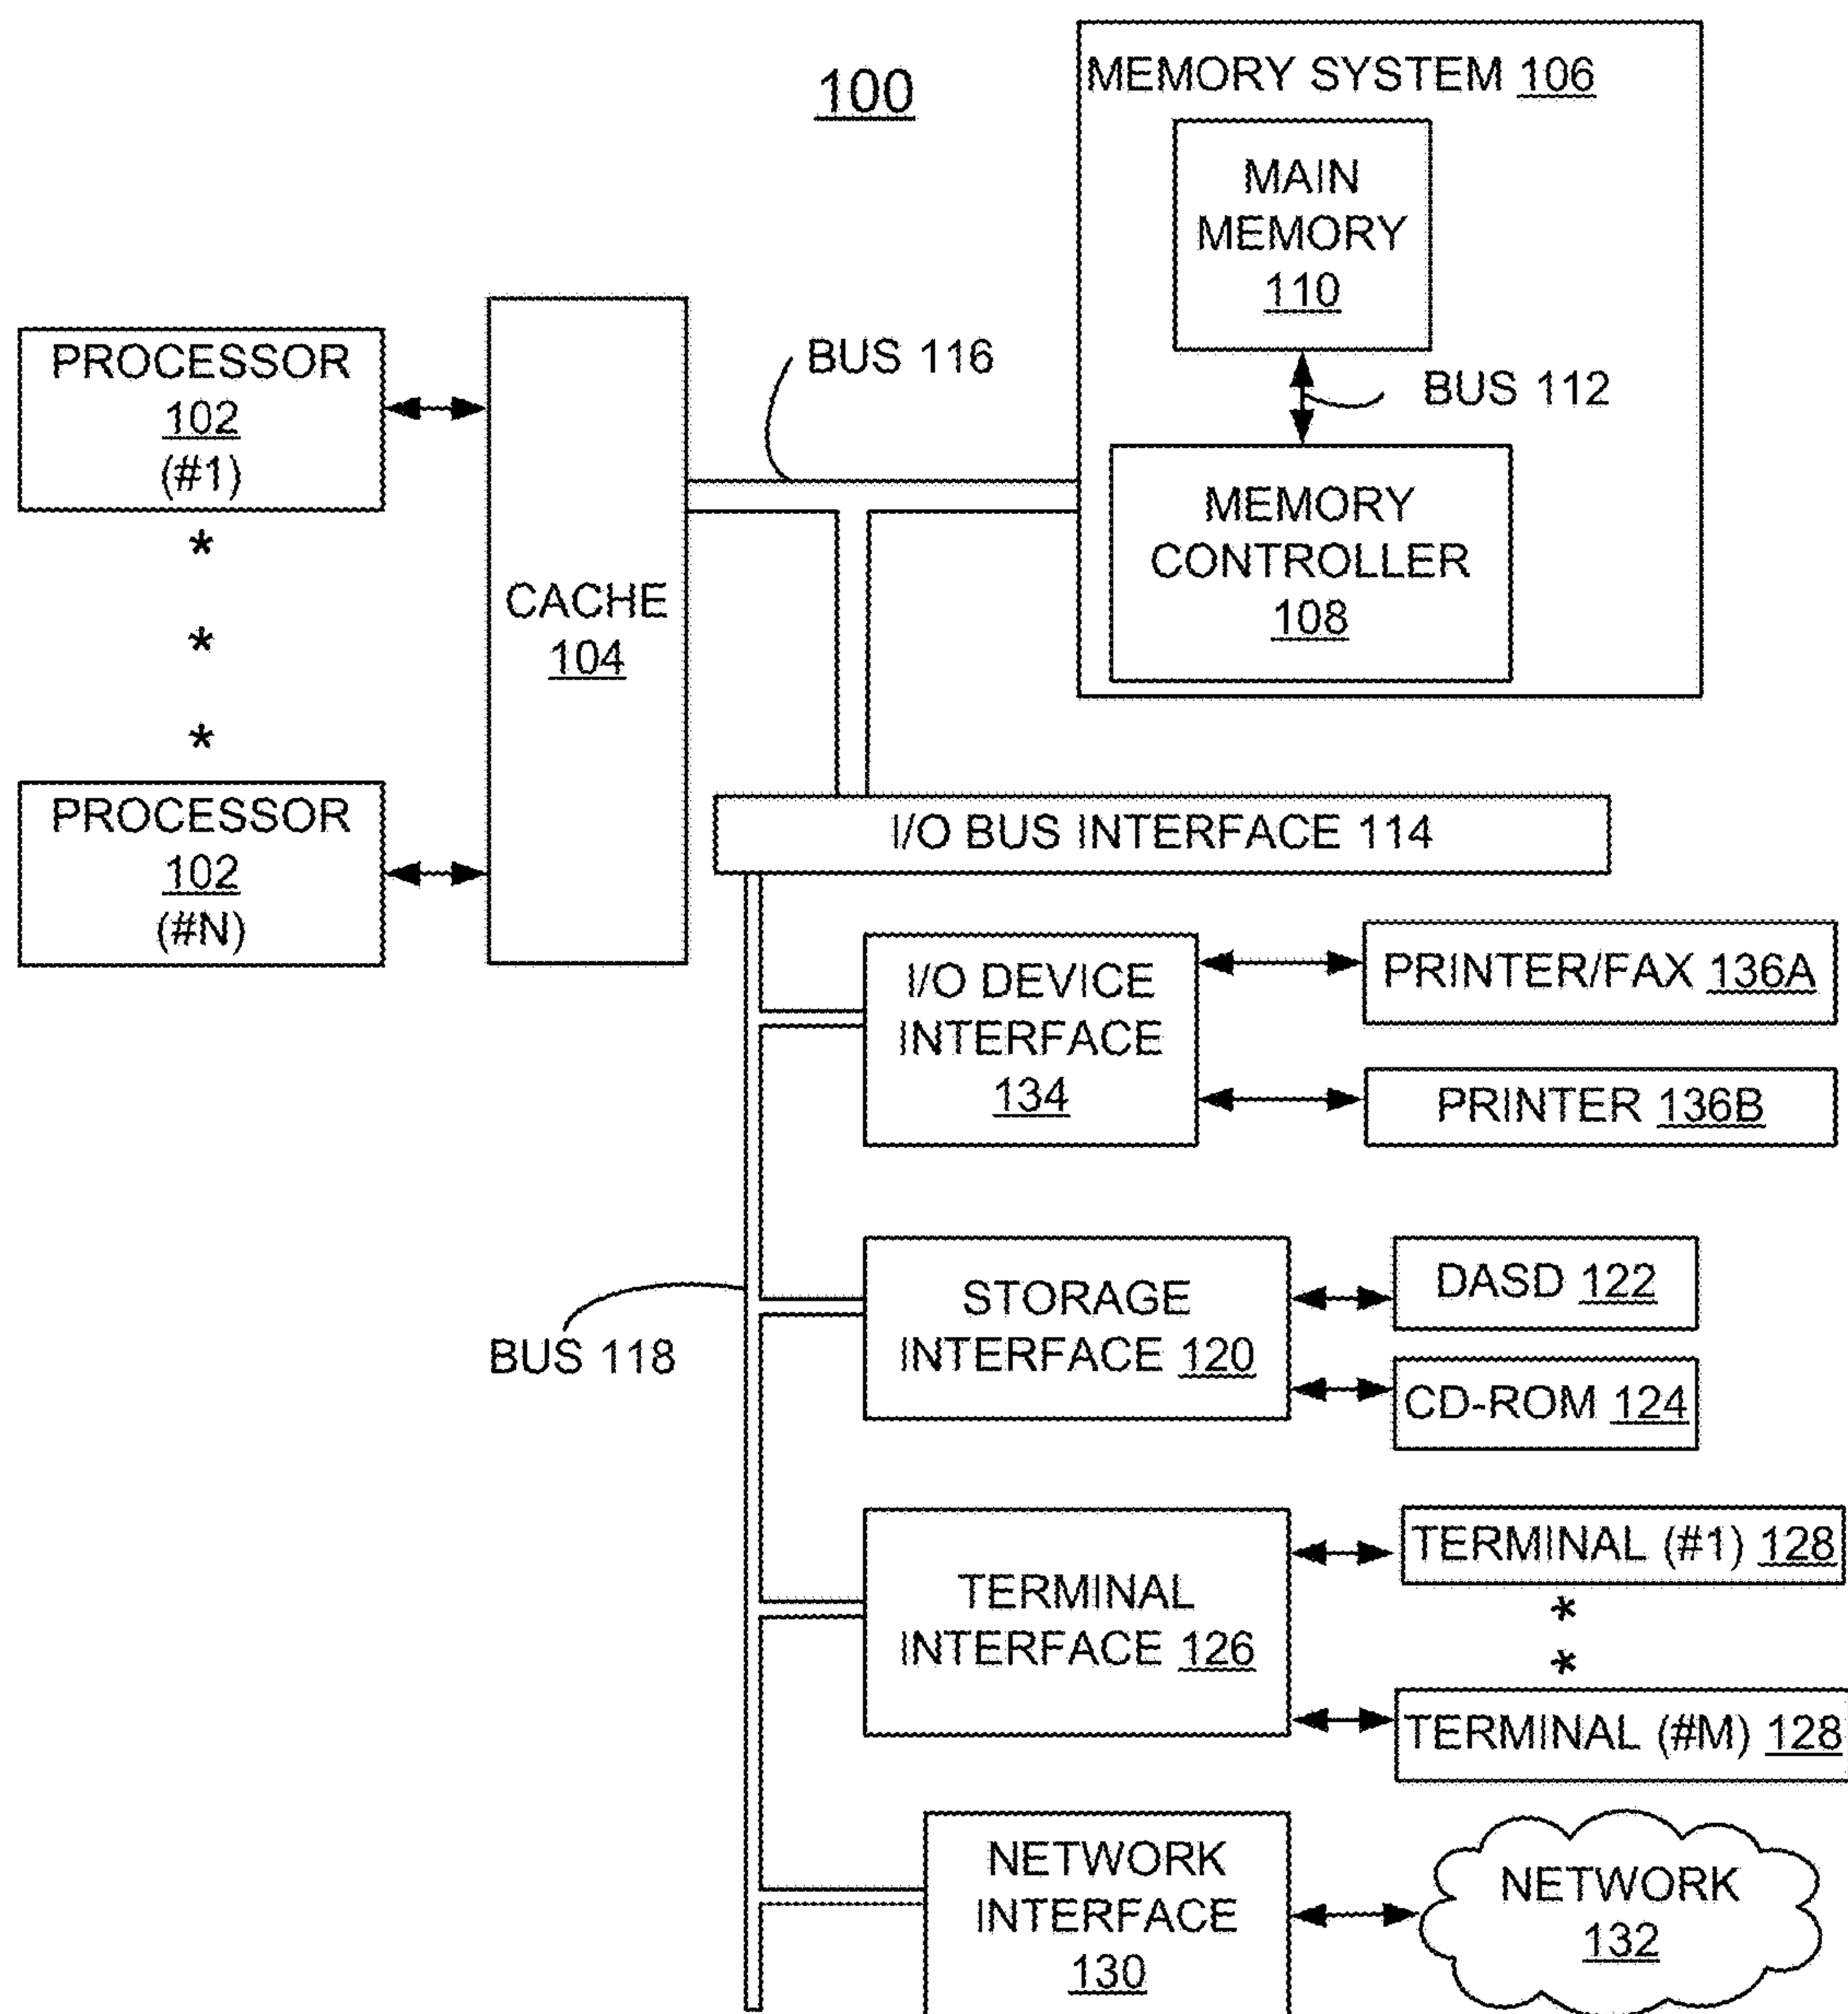 100
MEMORY SYSTEM 106
MAIN
MEMORY
110
BUS 112
MEMORY
CONTROLLER
108
PROCESSOR
102
(#1)
*
*
*
PROCESSOR
102
(#N)
CACHE
104
BUS 116
I/O BUS INTERFACE 114
I/O DEVICE
INTERFACE
134
PRINTER/FAX 136A
PRINTER 136B
BUS 118
STORAGE
INTERFACE 120
DASD 122
CD-ROM 124
TERMINAL
INTERFACE 126
TERMINAL (#1) 128
*
*
TERMINAL (#M) 128
NETWORK
INTERFACE
130
NETWORK
132